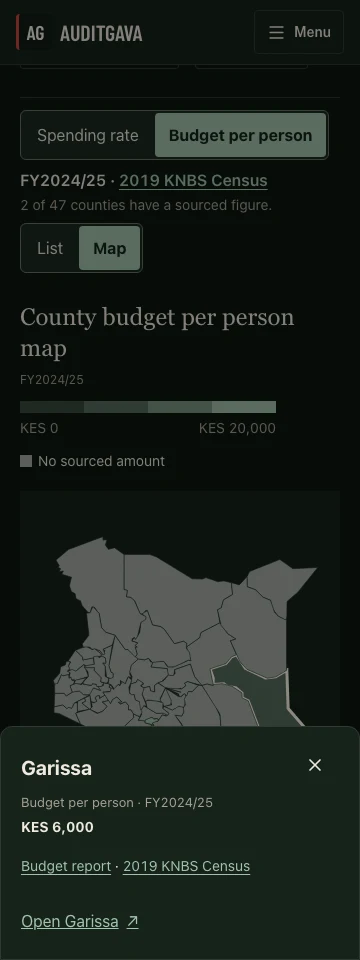 AG AUDITGAVA
Menu
Spending rate Budget per person
FY2024/25 · 2019 KNBS Census
2 of 47 counties have a sourced figure.
List Map
County budget per person
map
FY2024/25
KES 0 KES 20,000
No sourced amount
Garissa
Budget per person · FY2024/25
KES 6,000
Budget report · 2019 KNBS Census
Open Garissa ↗